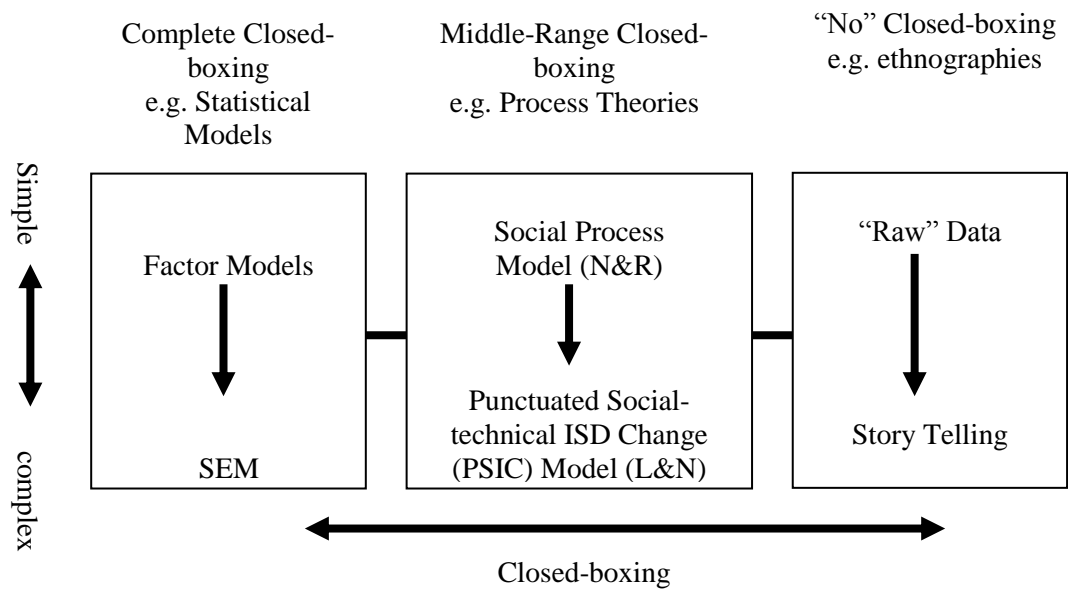 Complete Closed-
boxing
e.g. Statistical
Models
Middle-Range Closed-
boxing
e.g. Process Theories
“No” Closed-boxing
e.g. ethnographies
Simple
complex
Factor Models
SEM
Social Process
Model (N&R)
Punctuated Social-
technical ISD Change
(PSIC) Model (L&N)
“Raw” Data
Story Telling
Closed-boxing